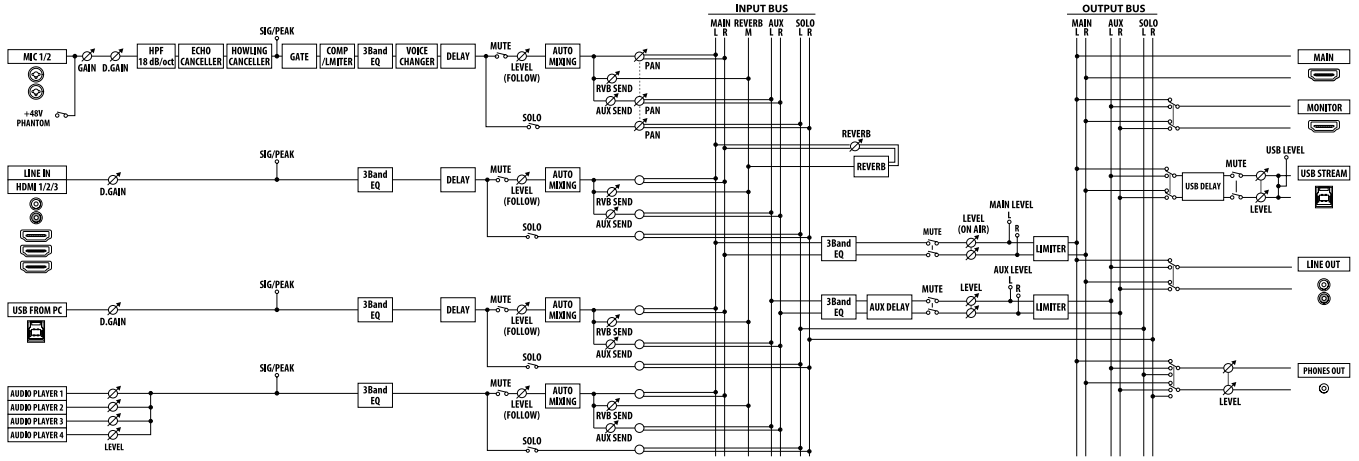 INPUT BUS
MAIN REVERB AUX SOLO
L R M L R L R
OUTPUT BUS
MAIN AUX SOLO
L R L R L R
MIC 1/2
GAIN
D.GAIN
HPF
18 dB/oct
ECHO
CANCELLER
HOWLING
CANCELLER
SIG/PEAK
GATE
COMP
/LMITER
3Band
EQ
VOICE
CHANGER
DELAY
MUTE
LEVEL
(FOLLOW)
AUTO
MIXING
RVB SEND
AUX SEND
PAN
PAN
PAN
SOLO
+48V
PHANTOM
REVERB
REVERB
LINE IN
HDMI 1/2/3
D.GAIN
SIG/PEAK
3Band
EQ
DELAY
MUTE
LEVEL
(FOLLOW)
AUTO
MIXING
RVB SEND
AUX SEND
SOLO
USB FROM PC
D.GAIN
SIG/PEAK
3Band
EQ
DELAY
MUTE
LEVEL
(FOLLOW)
AUTO
MIXING
RVB SEND
AUX SEND
SOLO
AUDIO PLAYER 1
AUDIO PLAYER 2
AUDIO PLAYER 3
AUDIO PLAYER 4
LEVEL
SIG/PEAK
3Band
EQ
MUTE
LEVEL
(FOLLOW)
AUTO
MIXING
RVB SEND
AUX SEND
SOLO
3Band
EQ
MUTE
LEVEL
(ON AIR)
MAIN LEVEL
L
R
LIMITER
3Band
EQ
AUX DELAY
MUTE
LEVEL
AUX LEVEL
L
R
LIMITER
MAIN
MONITOR
USB DELAY
MUTE
LEVEL
USB LEVEL
USB STREAM
LINE OUT
LEVEL
PHONES OUT